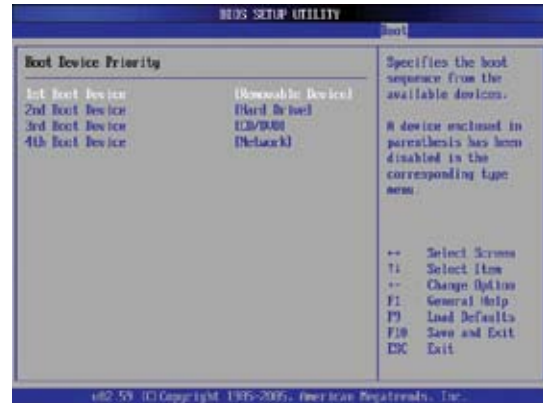 BIOS SETUP UTILITY
Boot
Boot Device Priority
1st Boot Device [Removable Device]
2nd Boot Device [Hard Drive]
3rd Boot Device [CD/DVD]
4th Boot Device [Network]
Specifies the boot
sequence from the
available devices.
A device enclosed in
parenthesis has been
disabled in the
corresponding type
menu.
↔ Select Screen
↑↓ Select Item
+- Change Option
F1 General Help
F9 Load Defaults
F10 Save and Exit
ESC Exit
v02.59 (C) Copyright 1985-2005, American Megatrends, Inc.